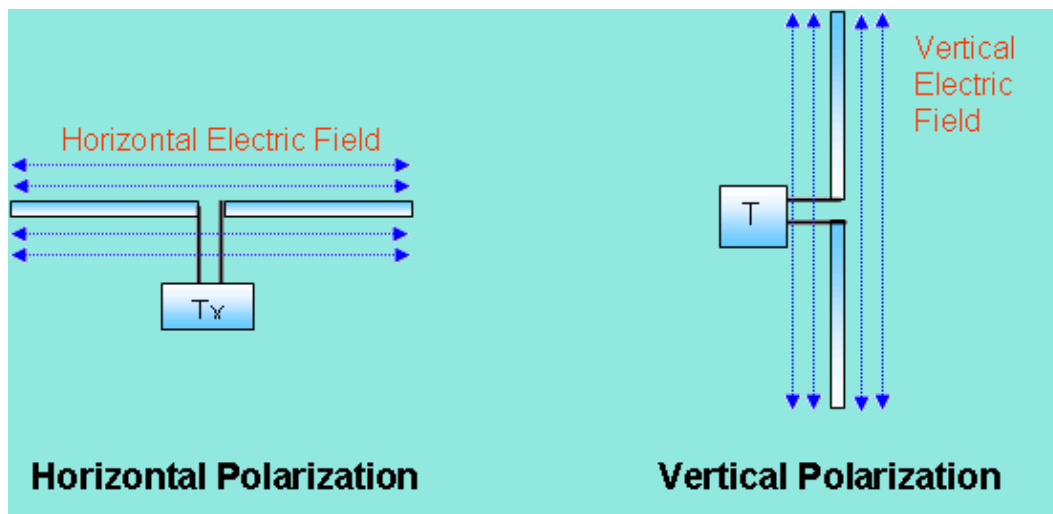 Horizontal Electric Field
Tx
Horizontal Polarization
Vertical
Electric
Field
T
Vertical Polarization